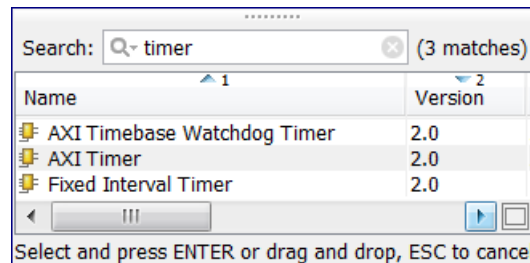 Search: timer (3 matches)
1 2
Name Version
AXI Timebase Watchdog Timer 2.0
AXI Timer 2.0
Fixed Interval Timer 2.0
Select and press ENTER or drag and drop, ESC to cance